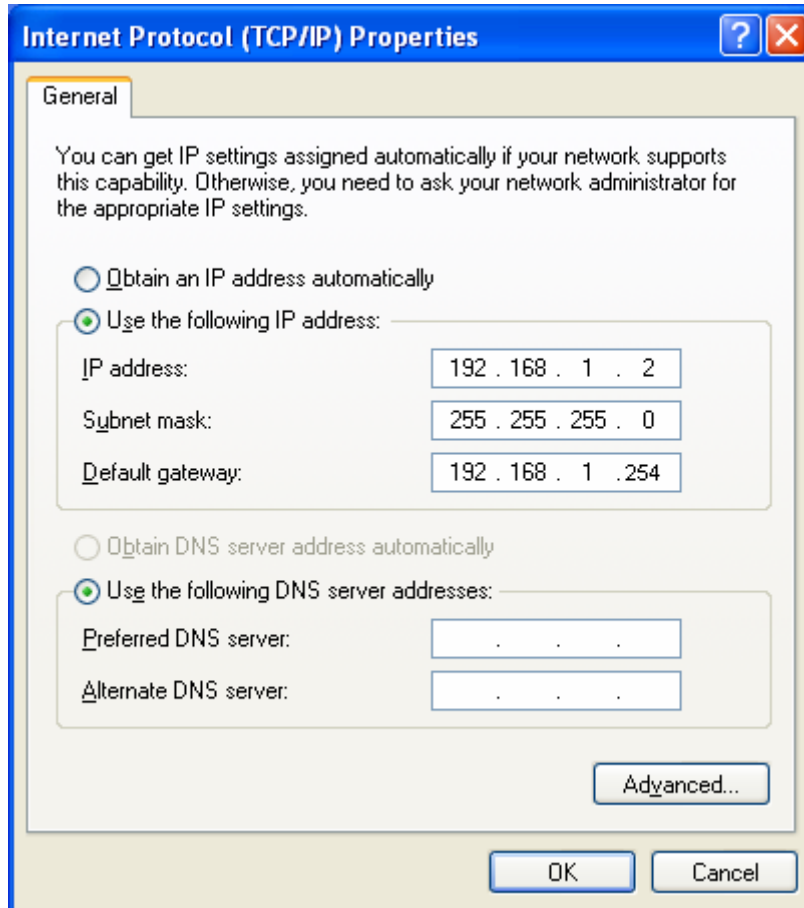 Internet Protocol (TCP/IP) Properties
General
You can get IP settings assigned automatically if your network supports
this capability. Otherwise, you need to ask your network administrator for
the appropriate IP settings.
Obtain an IP address automatically
Use the following IP address:
IP address: 192 . 168 . 1 . 2
Subnet mask: 255 . 255 . 255 . 0
Default gateway: 192 . 168 . 1 . 254
Obtain DNS server address automatically
Use the following DNS server addresses:
Preferred DNS server: . . .
Alternate DNS server: . . .
Advanced...
OK Cancel